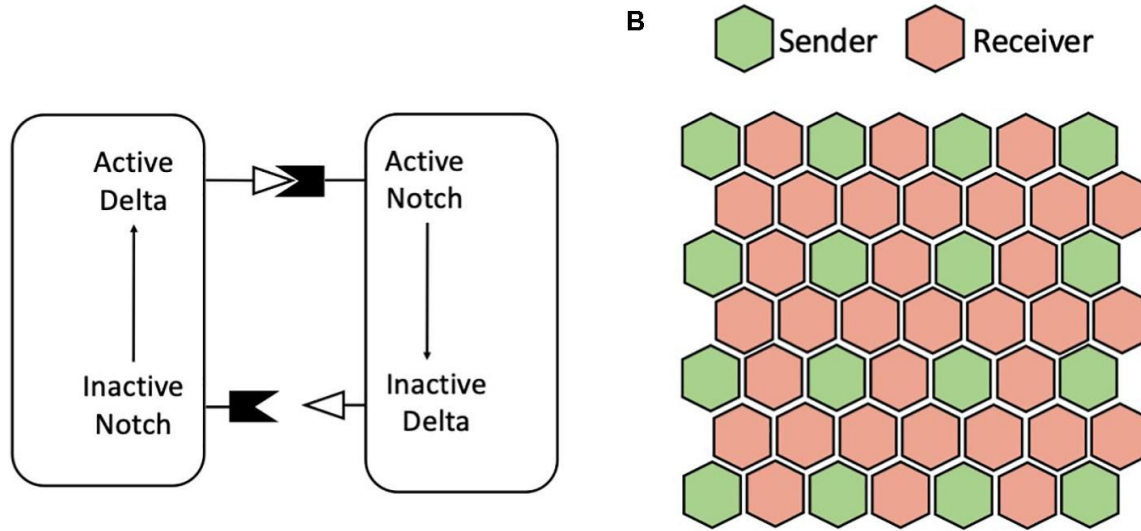 B
Sender
Receiver
Active
Delta
Active
Notch
Inactive
Notch
Inactive
Delta